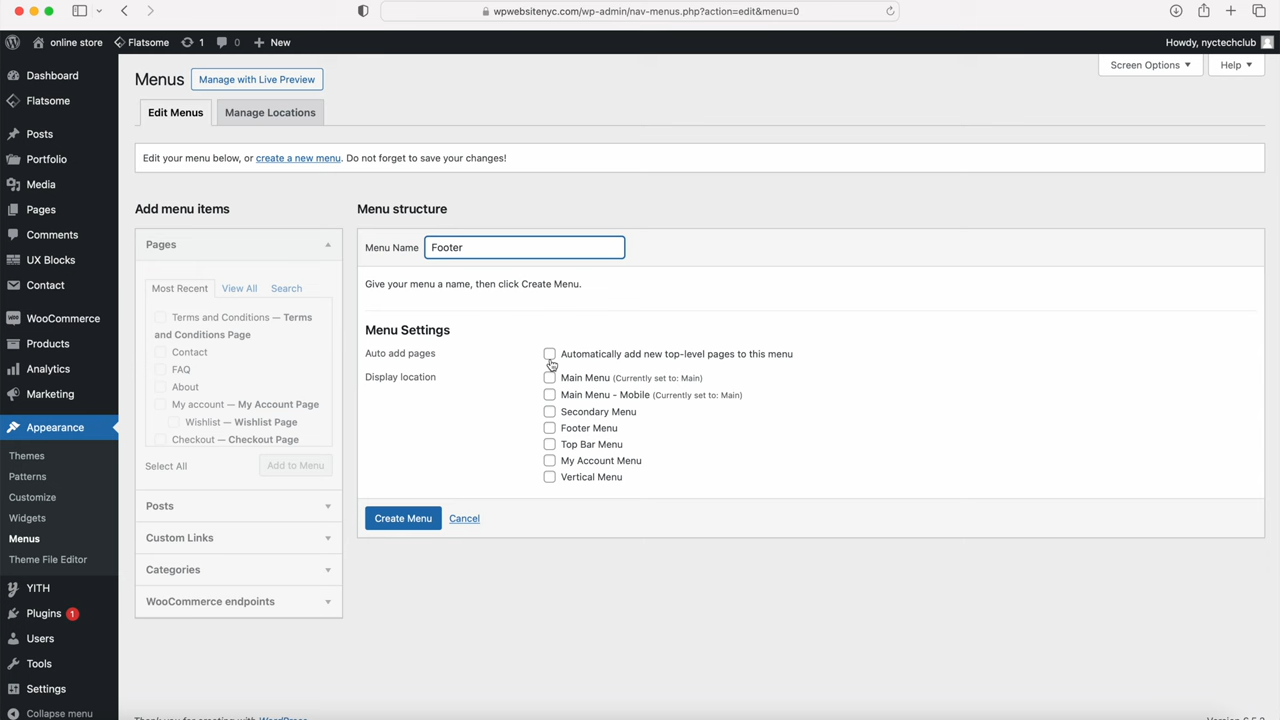 wpwebsitenyc.com/wp-admin/nav-menus.php?action=edit&menu=0
online store
Flatsome
1
0
New
Howdy, nyctechclub
Dashboard
Flatsome
Posts
Portfolio
Media
Pages
Comments
UX Blocks
Contact
WooCommerce
Products
Analytics
Marketing
Appearance
Themes
Patterns
Customize
Widgets
Menus
Theme File Editor
YITH
Plugins 1
Users
Tools
Settings
Collapse menu
Screen Options
Help
Menus
Manage with Live Preview
Edit Menus
Manage Locations
Edit your menu below, or create a new menu. Do not forget to save your changes!
Add menu items
Pages
Most Recent
View All
Search
Terms and Conditions — Terms
and Conditions Page
Contact
FAQ
About
My account — My Account Page
Wishlist — Wishlist Page
Checkout — Checkout Page
Select All
Add to Menu
Posts
Custom Links
Categories
WooCommerce endpoints
Menu structure
Menu Name
Footer
Give your menu a name, then click Create Menu.
Menu Settings
Auto add pages
Automatically add new top-level pages to this menu
Display location
Main Menu (Currently set to: Main)
Main Menu - Mobile (Currently set to: Main)
Secondary Menu
Footer Menu
Top Bar Menu
My Account Menu
Vertical Menu
Create Menu
Cancel
Thank you for creating with WordPress